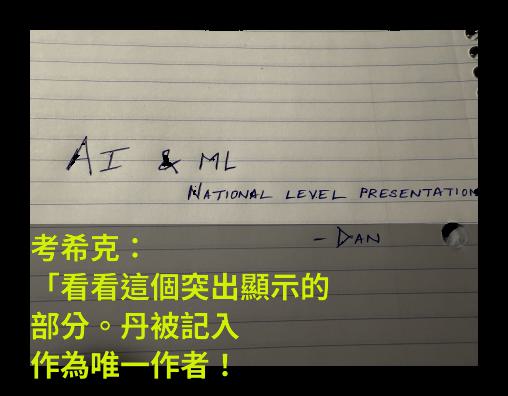 AI & ML
NATIONAL LEVEL PRESENTATION
- DAN
考希克：
「看看這個突出顯示的
部分。丹被記入
作為唯一作者！